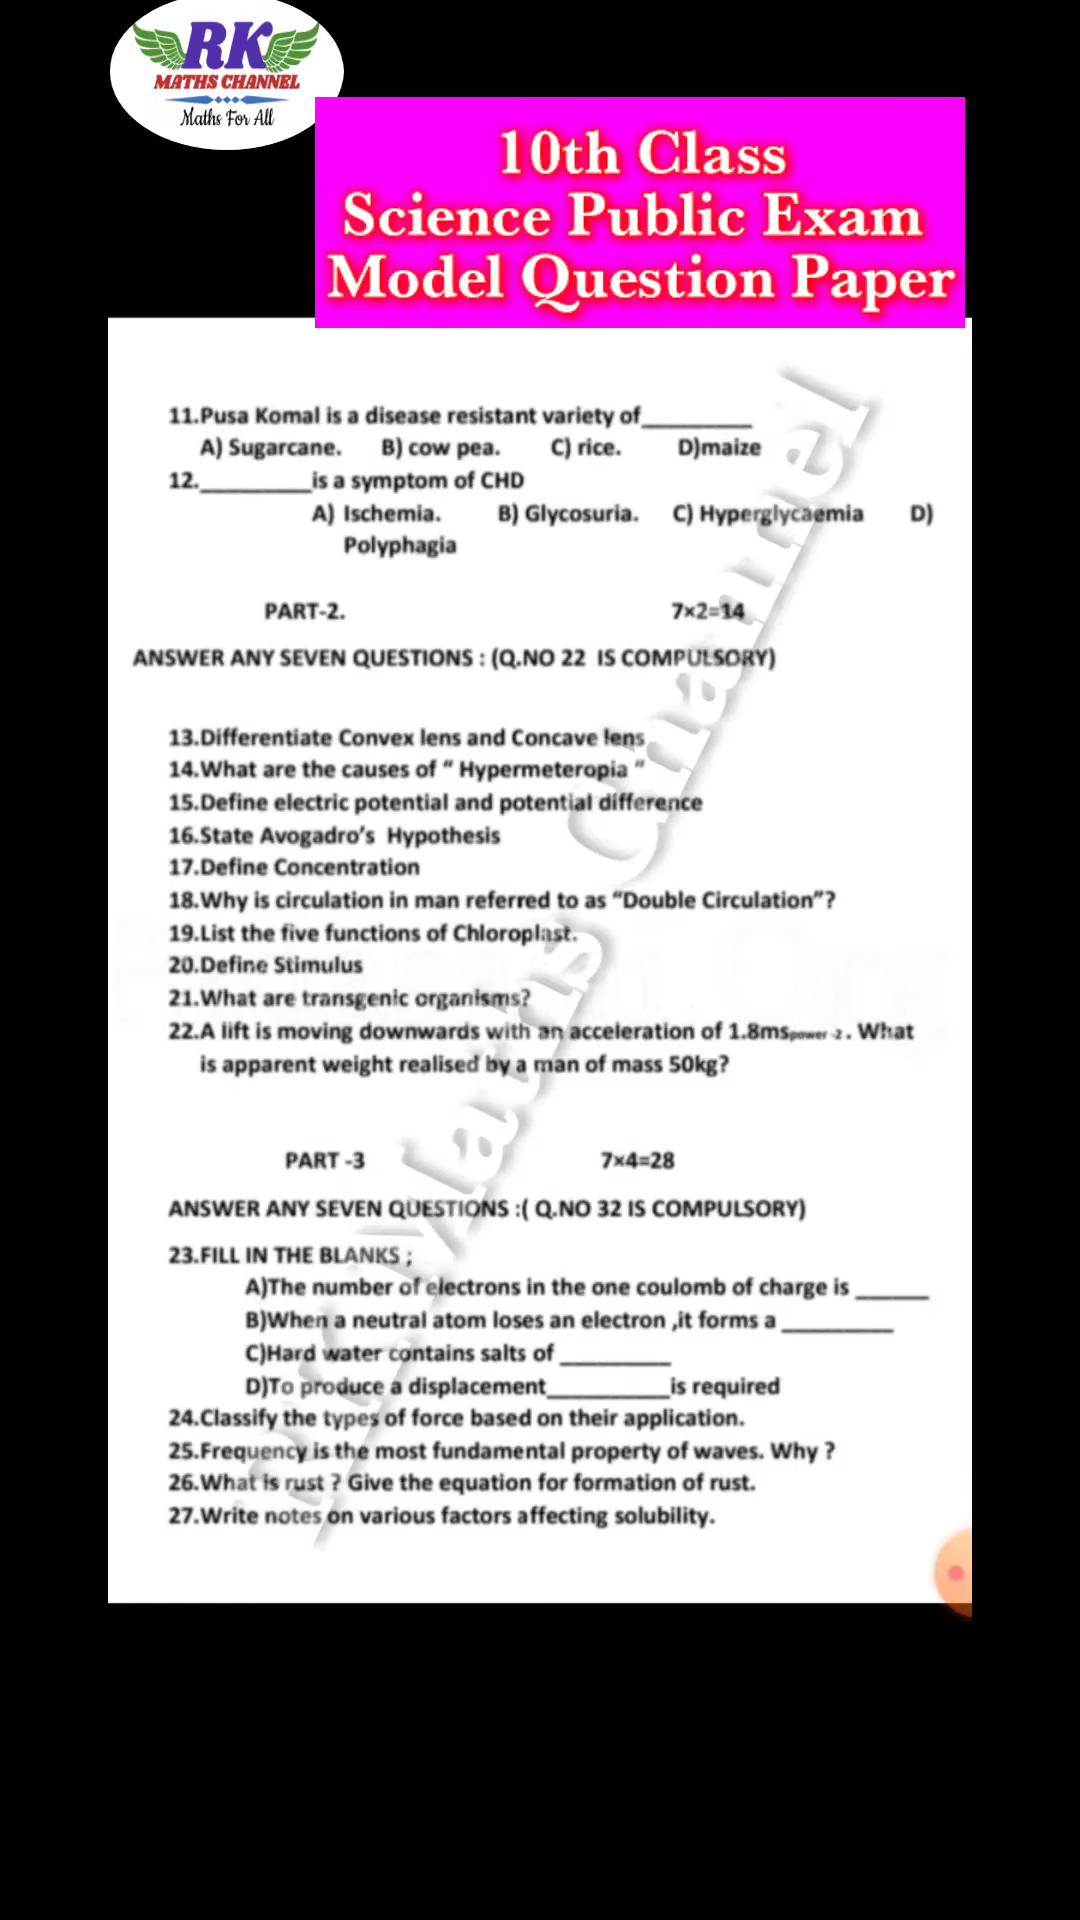 RK
MATHS CHANNEL
Maths For All
10th Class
Science Public Exam
Model Question Paper
11.Pusa Komal is a disease resistant variety of__________
A) Sugarcane. B) cow pea. C) rice. D)maize
12.__________is a symptom of CHD
A) Ischemia. B) Glycosuria. C) Hyperglycaemia D)
Polyphagia
PART-2. 7×2=14
ANSWER ANY SEVEN QUESTIONS : (Q.NO 22 IS COMPULSORY)
13.Differentiate Convex lens and Concave lens
14.What are the causes of “ Hypermeteropia ”
15.Define electric potential and potential difference
16.State Avogadro’s Hypothesis
17.Define Concentration
18.Why is circulation in man referred to as “Double Circulation”?
19.List the five functions of Chloroplast.
20.Define Stimulus
21.What are transgenic organisms?
22.A lift is moving downwards with an acceleration of 1.8mspower -2 . What
is apparent weight realised by a man of mass 50kg?
PART -3 7×4=28
ANSWER ANY SEVEN QUESTIONS :( Q.NO 32 IS COMPULSORY)
23.FILL IN THE BLANKS ;
A)The number of electrons in the one coulomb of charge is ______
B)When a neutral atom loses an electron ,it forms a __________
C)Hard water contains salts of __________
D)To produce a displacement__________is required
24.Classify the types of force based on their application.
25.Frequency is the most fundamental property of waves. Why ?
26.What is rust ? Give the equation for formation of rust.
27.Write notes on various factors affecting solubility.
RK Maths Channel